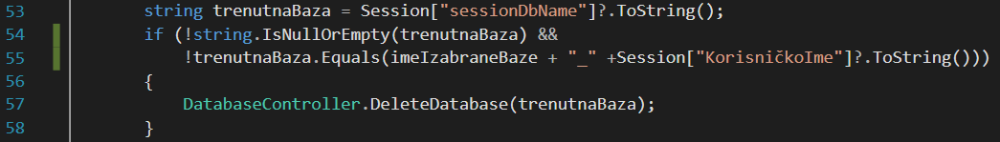 53 string trenutnaBaza = Session["sessionDbName"]?.ToString();
54 if (!string.IsNullOrEmpty(trenutnaBaza) &&
55 !trenutnaBaza.Equals(imeIzabraneBaze + "_" +Session["KorisničkoIme"]?.ToString()))
56 {
57 DatabaseController.DeleteDatabase(trenutnaBaza);
58 }